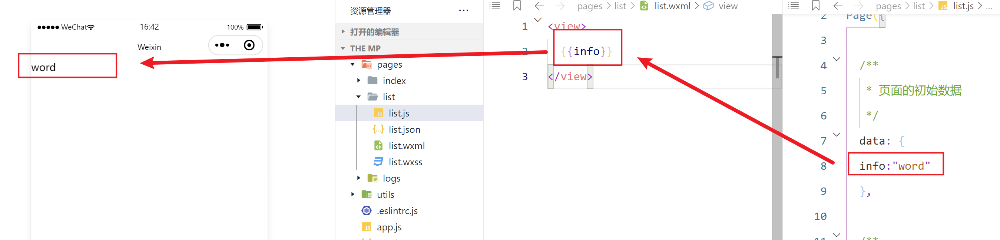 WeChat 16:42 100%
Weixin
word
资源管理器 ...
打开的编辑器
THE MP
pages
index
list
list.js
list.json
list.wxml
list.wxss
logs
utils
.eslintrc.js
app.js
pages > list > list.wxml > view
1 <view>
2 {{info}}
3 </view>
pages > list > list.js > ...
2 Page({
3
4 /**
5 * 页面的初始数据
6 */
7 data: {
8 info:"word"
9 },
10
11 /**